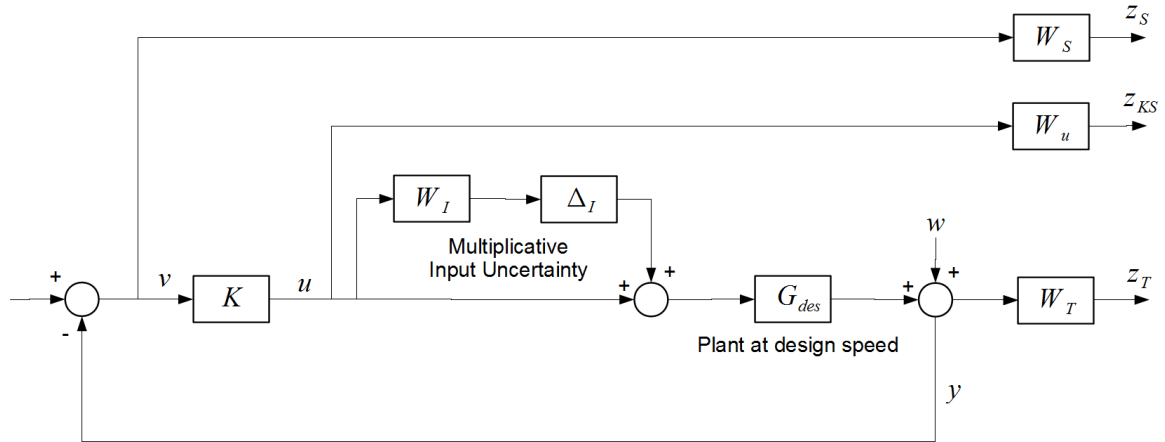 z_S
W_S
z_KS
W_u
W_I
Δ_I
Multiplicative
Input Uncertainty
w
+
v
u
+
+
+
+
z_T
K
G_des
W_T
-
Plant at design speed
y